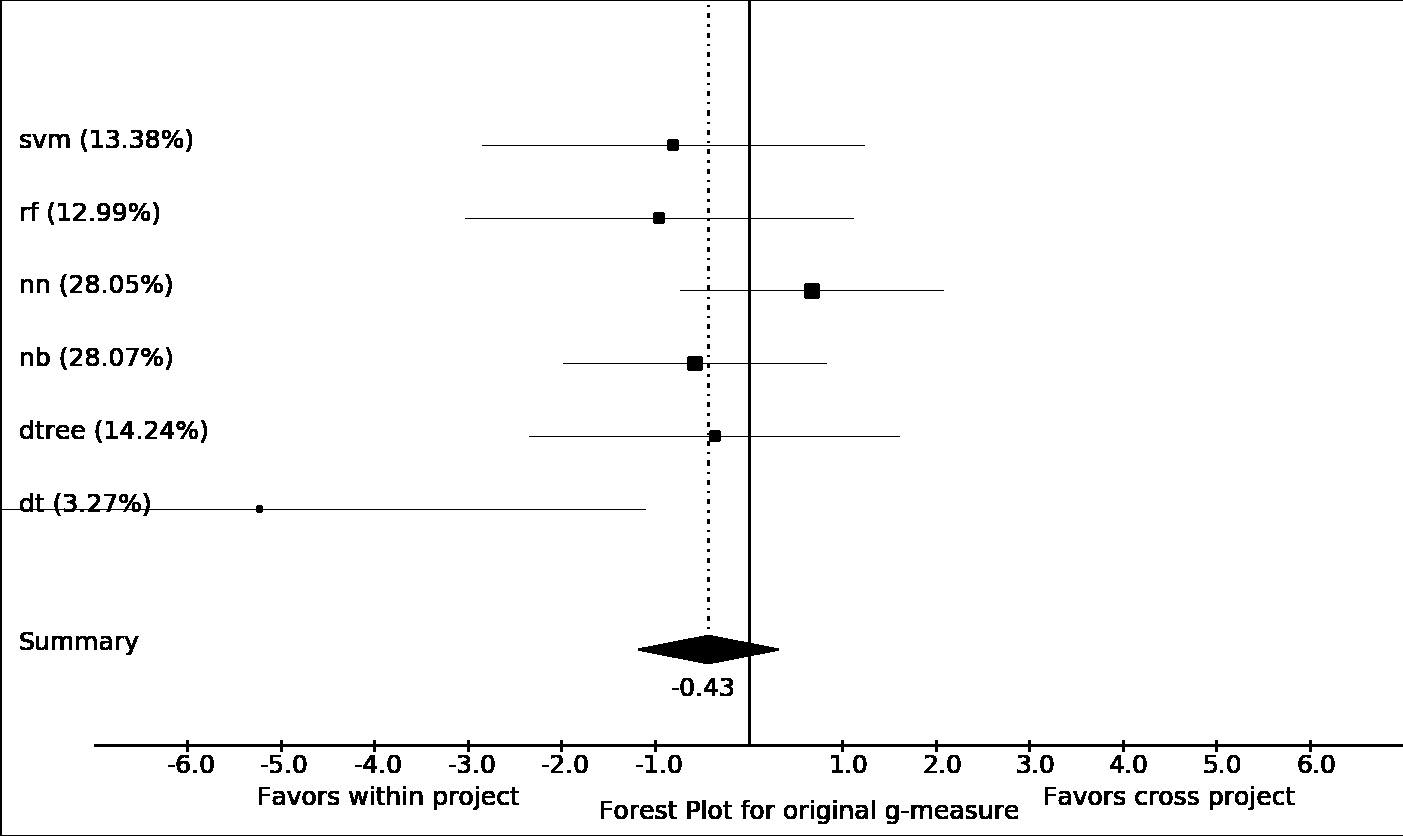 svm (13.38%)
rf (12.99%)
nn (28.05%)
nb (28.07%)
dtree (14.24%)
dt (3.27%)
Summary
-0.43
-6.0 -5.0 -4.0 -3.0 -2.0 -1.0 1.0 2.0 3.0 4.0 5.0 6.0
Favors within project Favors cross project
Forest Plot for original g-measure